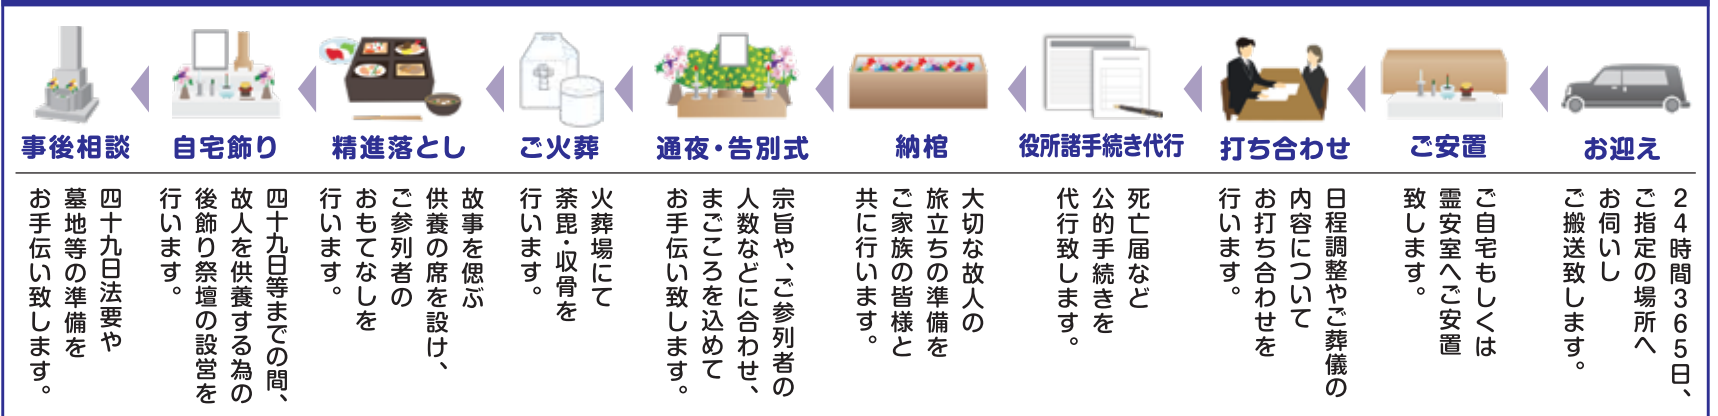 お迎え
24時間365日、
ご指定の場所へ
お伺いし
ご搬送致します。
ご安置
ご自宅もしくは
霊安室へご安置
致します。
打ち合わせ
日程調整やご葬儀の
内容について
お打ち合わせを
行います。
役所諸手続き代行
死亡届など
公的手続きを
代行致します。
納棺
大切な故人の
旅立ちの準備を
ご家族の皆様と
共に行います。
通夜・告別式
宗旨や、ご参列者の
人数などに合わせ、
まごころを込めて
お手伝い致します。
ご火葬
火葬場にて
荼毘・収骨を
行います。
精進落とし
故事を偲ぶ
供養の席を設け、
ご参列者の
おもてなしを
行います。
自宅飾り
四十九日等までの間、
故人を供養する為の
後飾り祭壇の設営を
行います。
事後相談
四十九日法要や
墓地等の準備を
お手伝い致します。